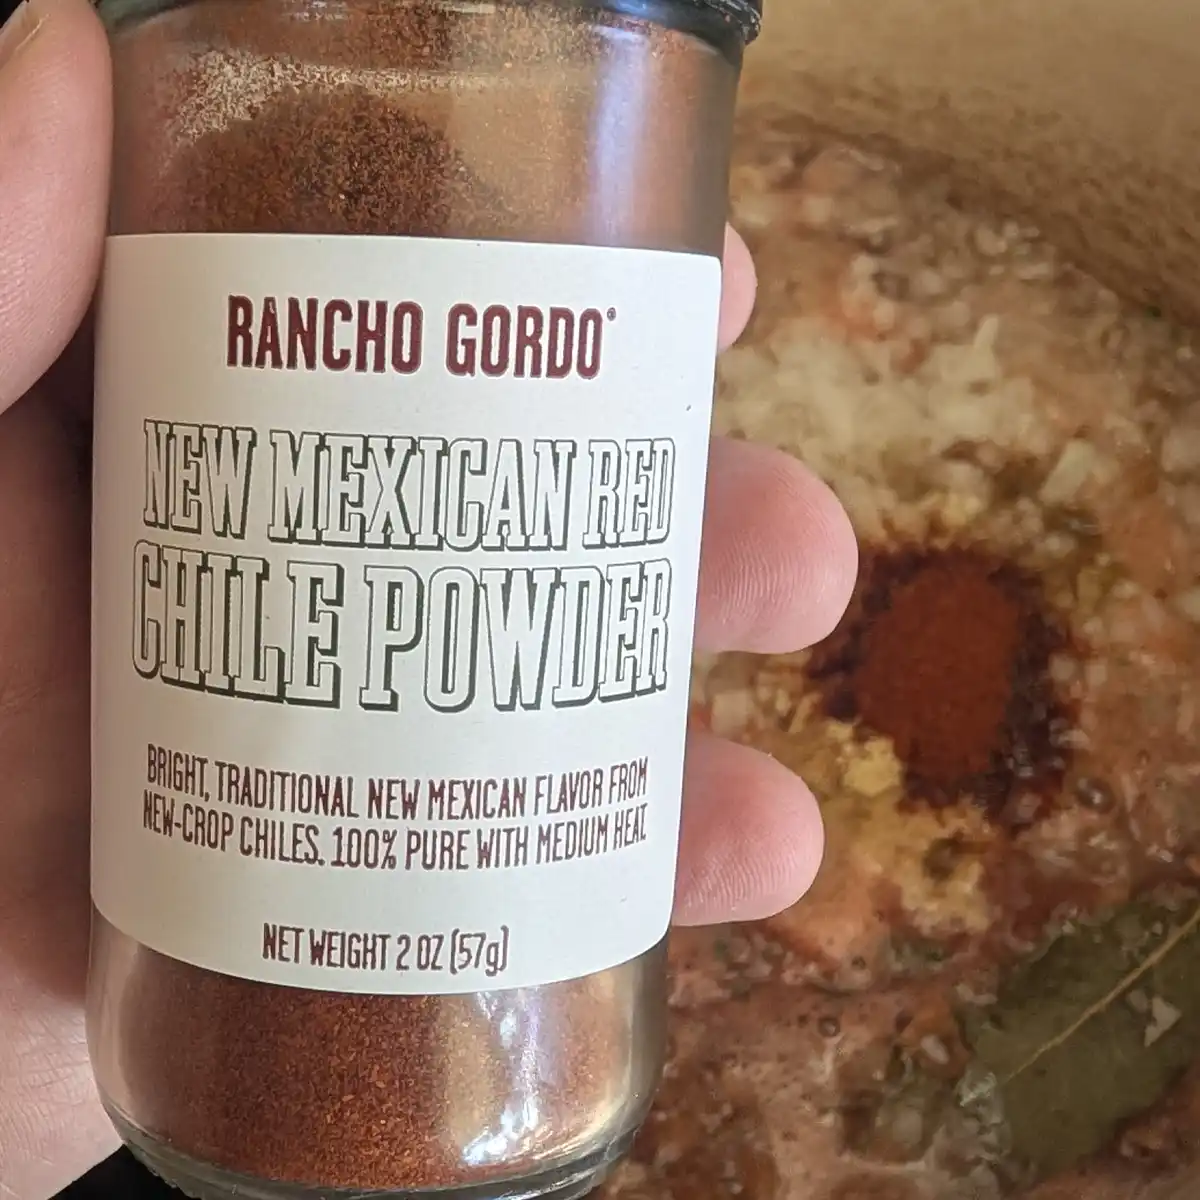 RANCHO GORDO®
NEW MEXICAN RED
CHILE POWDER
BRIGHT, TRADITIONAL NEW MEXICAN FLAVOR FROM
NEW-CROP CHILES. 100% PURE WITH MEDIUM HEAT.
NET WEIGHT 2 OZ (57g)